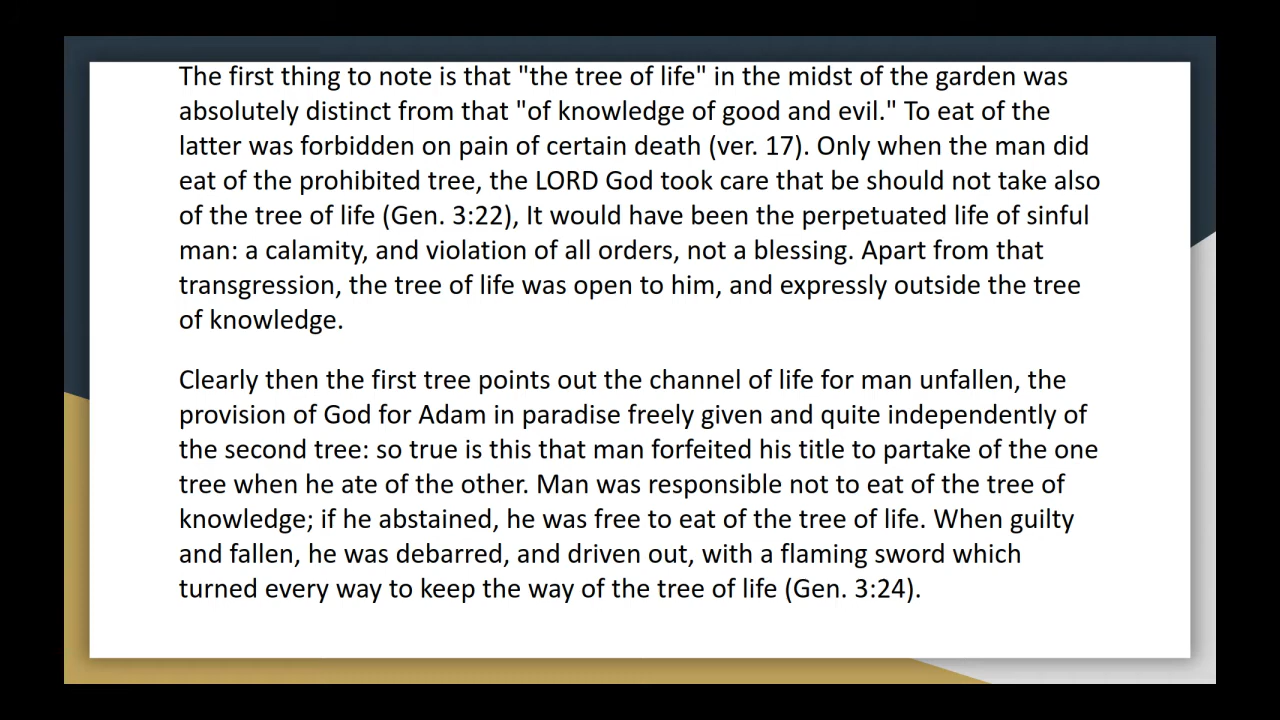 The first thing to note is that "the tree of life" in the midst of the garden was
absolutely distinct from that "of knowledge of good and evil." To eat of the
latter was forbidden on pain of certain death (ver. 17). Only when the man did
eat of the prohibited tree, the LORD God took care that be should not take also
of the tree of life (Gen. 3:22), It would have been the perpetuated life of sinful
man: a calamity, and violation of all orders, not a blessing. Apart from that
transgression, the tree of life was open to him, and expressly outside the tree
of knowledge.
Clearly then the first tree points out the channel of life for man unfallen, the
provision of God for Adam in paradise freely given and quite independently of
the second tree: so true is this that man forfeited his title to partake of the one
tree when he ate of the other. Man was responsible not to eat of the tree of
knowledge; if he abstained, he was free to eat of the tree of life. When guilty
and fallen, he was debarred, and driven out, with a flaming sword which
turned every way to keep the way of the tree of life (Gen. 3:24).